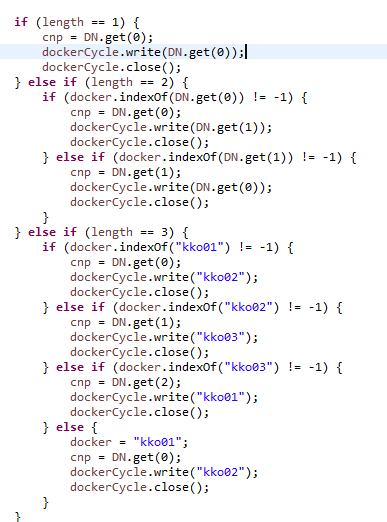 if (length == 1) {
    cnp = DN.get(0);
    dockerCycle.write(DN.get(0));
    dockerCycle.close();
} else if (length == 2) {
    if (docker.indexOf(DN.get(0)) != -1) {
        cnp = DN.get(0);
        dockerCycle.write(DN.get(1));
        dockerCycle.close();
    } else if (docker.indexOf(DN.get(1)) != -1) {
        cnp = DN.get(1);
        dockerCycle.write(DN.get(0));
        dockerCycle.close();
    }
} else if (length == 3) {
    if (docker.indexOf("kko01") != -1) {
        cnp = DN.get(0);
        dockerCycle.write("kko02");
        dockerCycle.close();
    } else if (docker.indexOf("kko02") != -1) {
        cnp = DN.get(1);
        dockerCycle.write("kko03");
        dockerCycle.close();
    } else if (docker.indexOf("kko03") != -1) {
        cnp = DN.get(2);
        dockerCycle.write("kko01");
        dockerCycle.close();
    } else {
        docker = "kko01";
        cnp = DN.get(0);
        dockerCycle.write("kko02");
        dockerCycle.close();
    }
}